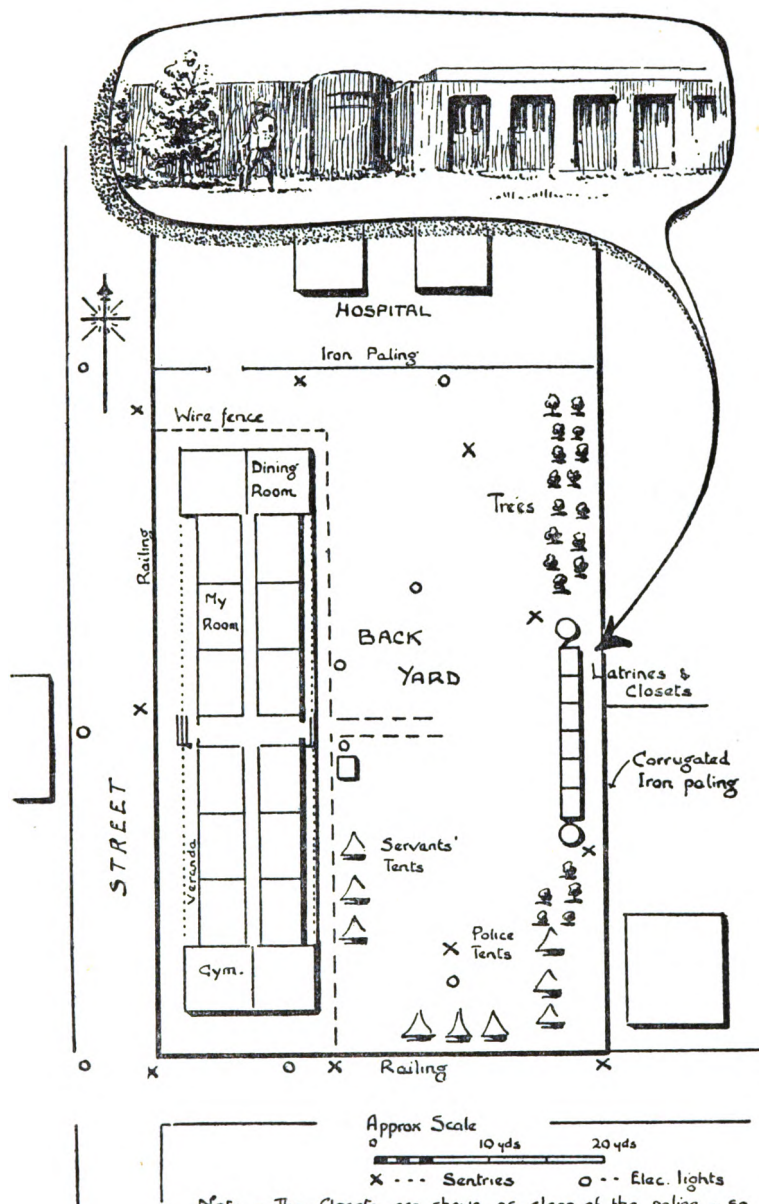 HOSPITAL
Iron Paling
Wire fence
Dining
Room
Trees
Railing
My
Room
BACK
YARD
Latrines &
Closets
Corrugated
Iron paling
STREET
Veranda
Servants'
Tents
Police
Tents
Gym.
Railing
Approx Scale
0 10 yds 20 yds
X --- Sentries O -- Elec. lights